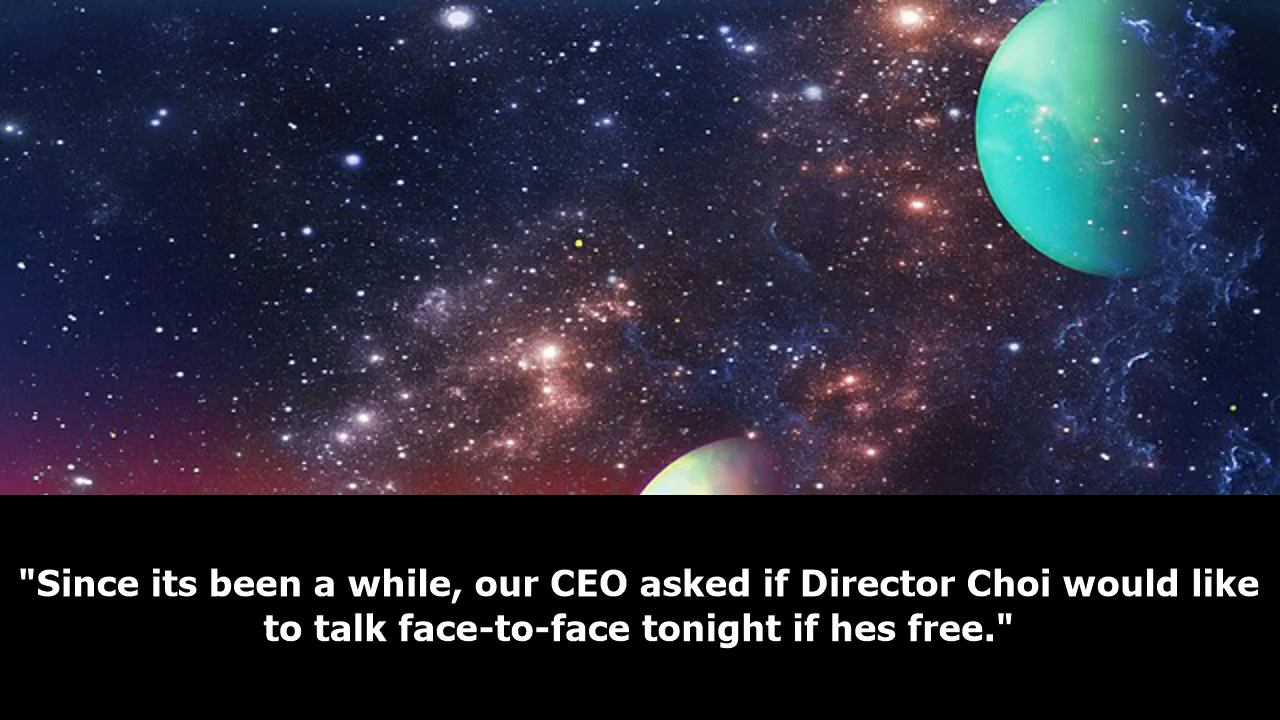 "Since its been a while, our CEO asked if Director Choi would like
to talk face-to-face tonight if hes free."